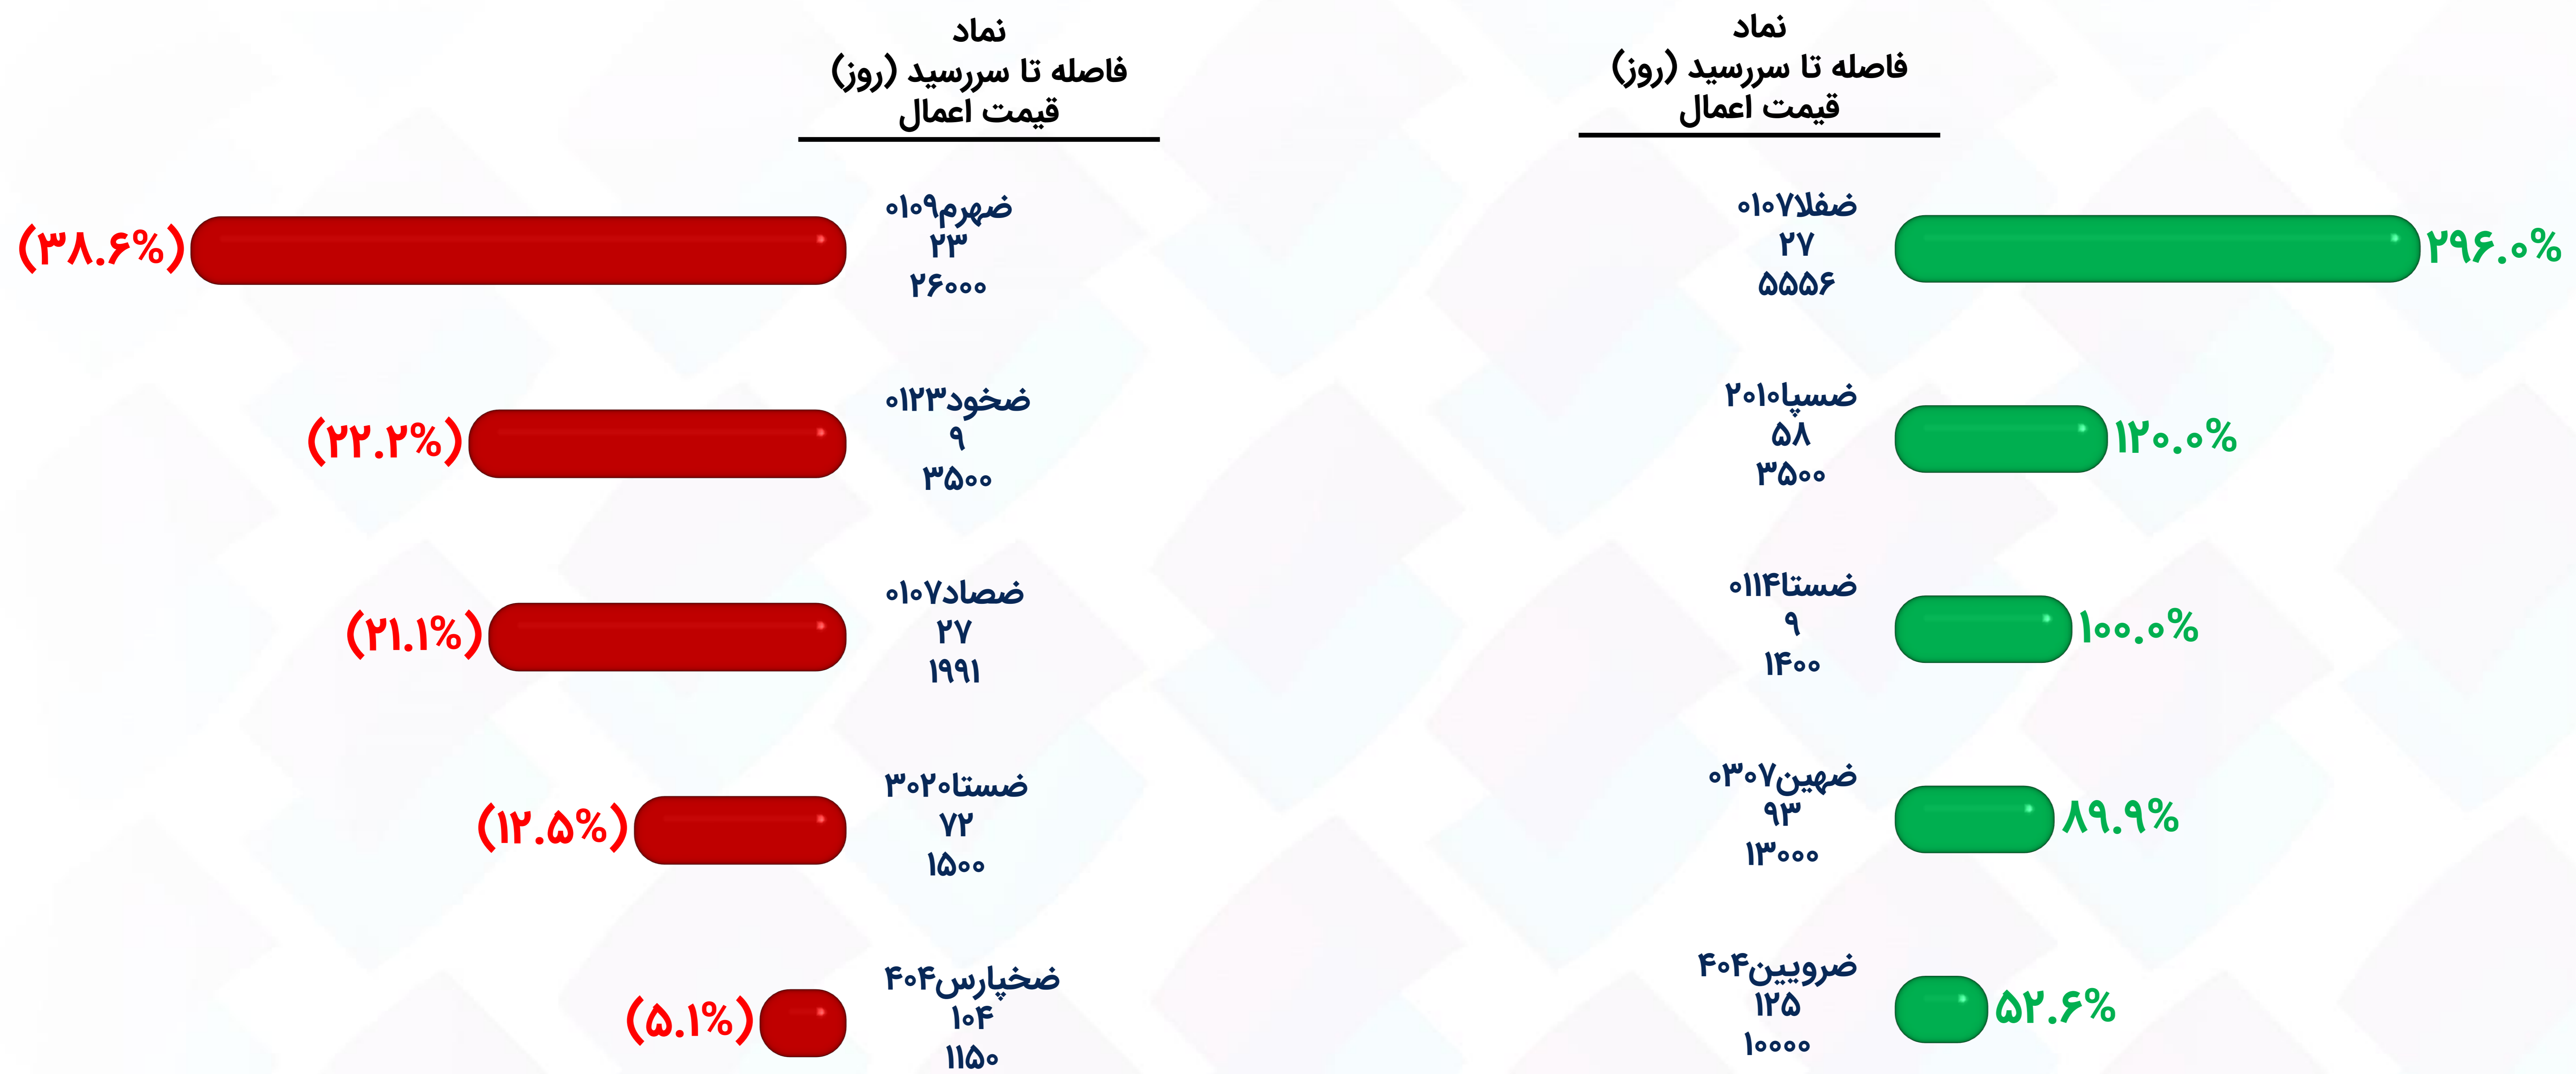 نماد
فاصله تا سررسید (روز)
قیمت اعمال
ضفلا۰۱۰۷
۲۷
۵۵۵۶
۲۹۶.۰%
ضسپا۲۰۱۰
۵۸
۳۵۰۰
۱۲۰.۰%
ضستا۰۱۱۴
۹
۱۴۰۰
۱۰۰.۰%
ضهین۰۳۰۷
۹۳
۱۳۰۰۰
۸۹.۹%
ضرویین۴۰۴
۱۲۵
۱۰۰۰۰
۵۲.۶%
نماد
فاصله تا سررسید (روز)
قیمت اعمال
ضهرم۰۱۰۹
۲۳
۲۶۰۰۰
(۳۸.۶%)
ضخود۰۱۲۳
۹
۳۵۰۰
(۲۲.۲%)
ضصاد۰۱۰۷
۲۷
۱۹۹۱
(۲۱.۱%)
ضستا۳۰۲۰
۷۲
۱۵۰۰
(۱۲.۵%)
ضخپارس۴۰۴
۱۰۴
۱۱۵۰
(۵.۱%)